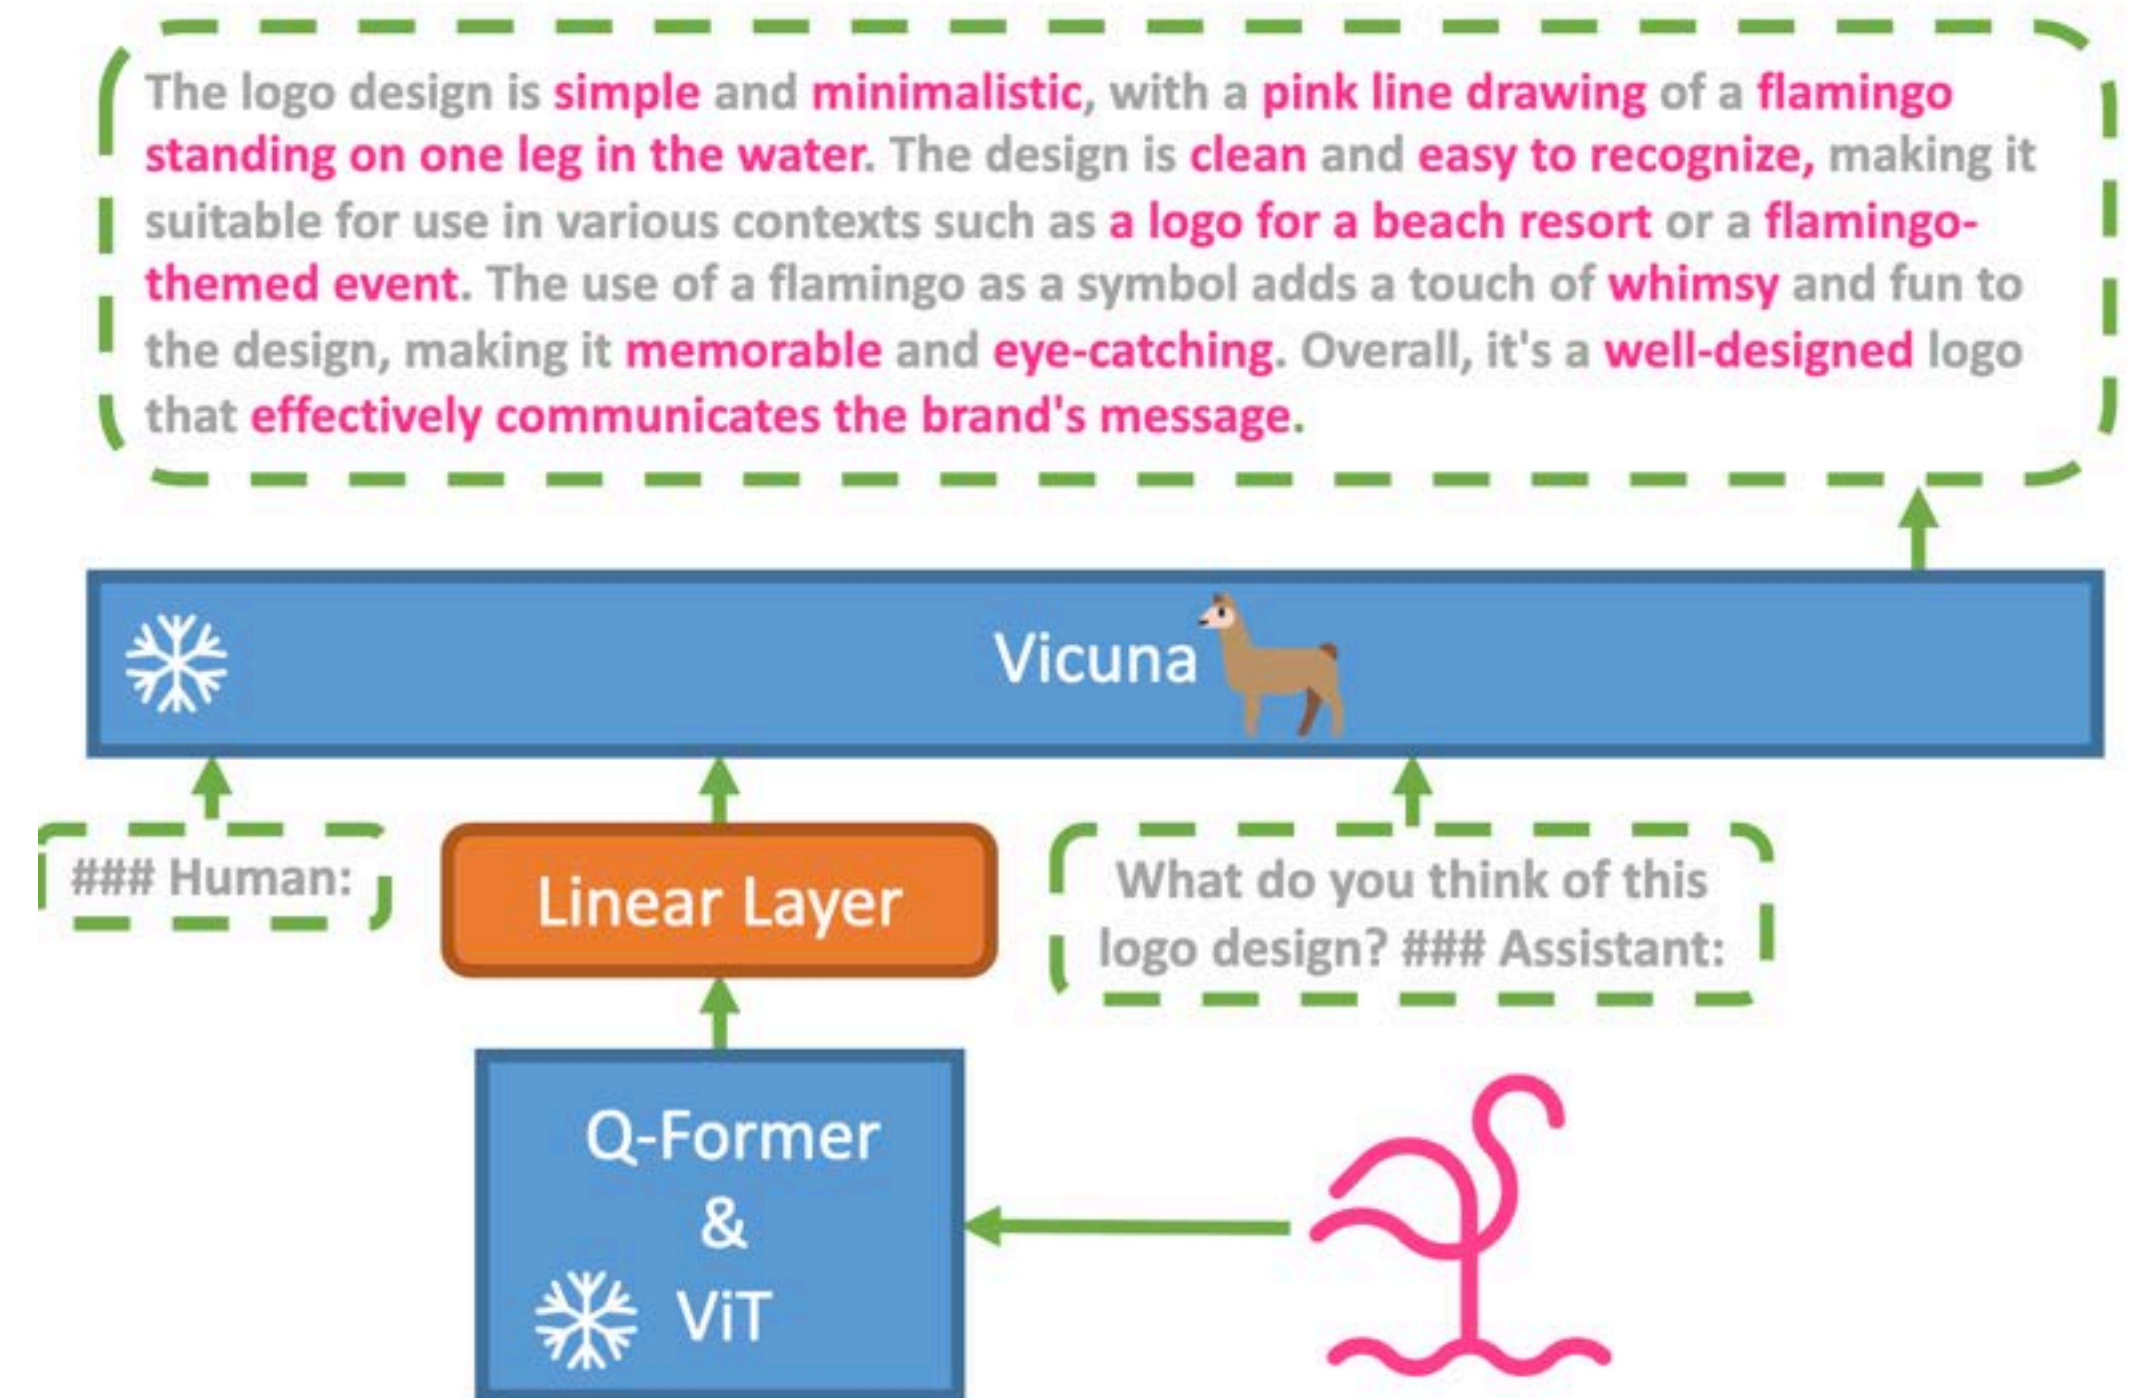 The logo design is simple and minimalistic, with a pink line drawing of a flamingo
standing on one leg in the water. The design is clean and easy to recognize, making it
suitable for use in various contexts such as a logo for a beach resort or a flamingo-
themed event. The use of a flamingo as a symbol adds a touch of whimsy and fun to
the design, making it memorable and eye-catching. Overall, it's a well-designed logo
that effectively communicates the brand's message.
Vicuna
### Human:
Linear Layer
What do you think of this
logo design? ### Assistant:
Q-Former
&
ViT